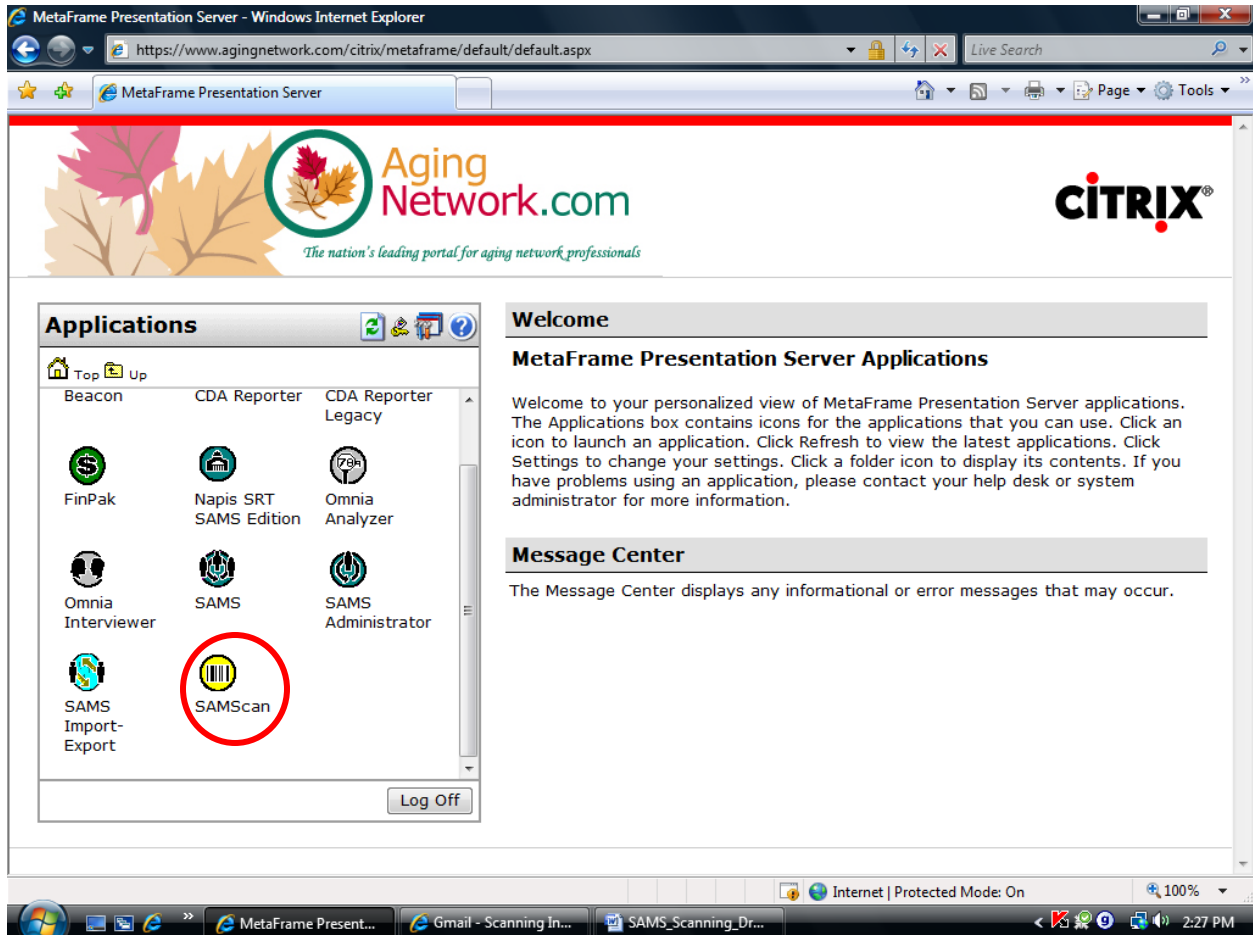 MetaFrame Presentation Server - Windows Internet Explorer
https://www.agingnetwork.com/citrix/metaframe/default/default.aspx
Live Search
MetaFrame Presentation Server
Page
Tools
Aging
Network.com
The nation's leading portal for aging network professionals
CİTRIX®
Applications
Top Up
Beacon
CDA Reporter
CDA Reporter
Legacy
FinPak
Napis SRT
SAMS Edition
Omnia
Analyzer
Omnia
Interviewer
SAMS
SAMS
Administrator
SAMS
Import-
Export
SAMScan
Log Off
Welcome
MetaFrame Presentation Server Applications
Welcome to your personalized view of MetaFrame Presentation Server applications.
The Applications box contains icons for the applications that you can use. Click an
icon to launch an application. Click Refresh to view the latest applications. Click
Settings to change your settings. Click a folder icon to display its contents. If you
have problems using an application, please contact your help desk or system
administrator for more information.
Message Center
The Message Center displays any informational or error messages that may occur.
Internet | Protected Mode: On
100%
MetaFrame Present...
Gmail - Scanning In...
SAMS_Scanning_Dr...
2:27 PM